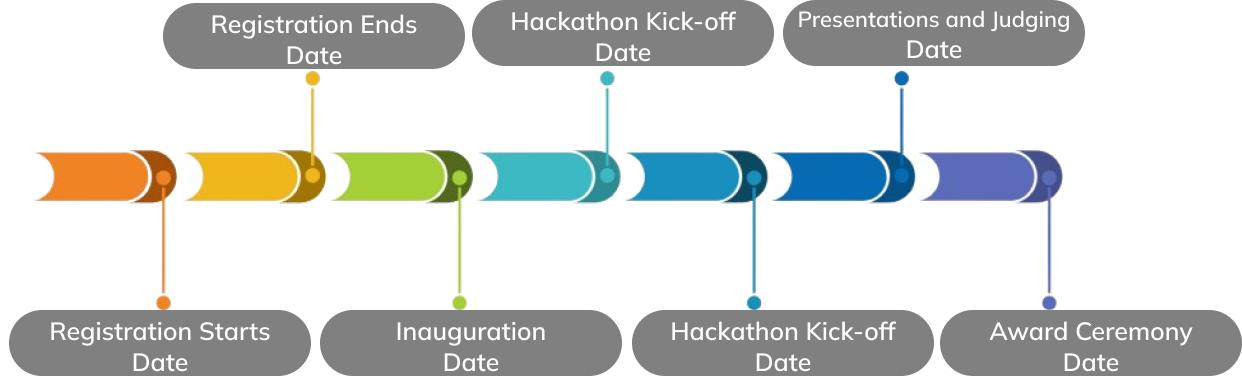 Registration Ends
Date
Hackathon Kick-off
Date
Presentations and Judging
Date
Registration Starts
Date
Inauguration
Date
Hackathon Kick-off
Date
Award Ceremony
Date